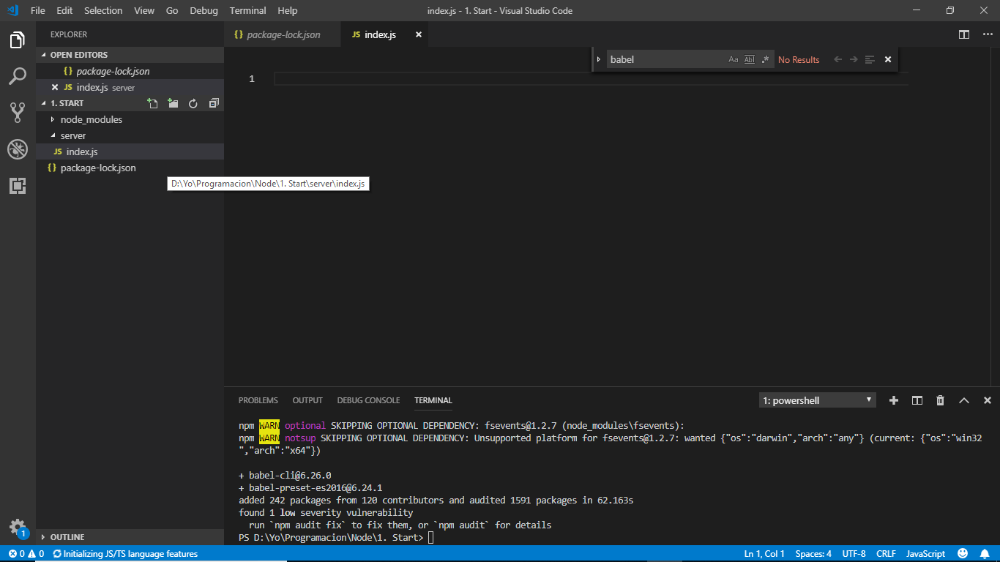 File Edit Selection View Go Debug Terminal Help
index.js - 1. Start - Visual Studio Code
EXPLORER
OPEN EDITORS
{} package-lock.json
JS index.js server
1. START
node_modules
server
JS index.js
{} package-lock.json
D:\Yo\Programacion\Node\1. Start\server\index.js
OUTLINE
1
{} package-lock.json
JS index.js
babel
Aa Abl .*
No Results
1
PROBLEMS OUTPUT DEBUG CONSOLE TERMINAL
1: powershell
npm WARN optional SKIPPING OPTIONAL DEPENDENCY: fsevents@1.2.7 (node_modules\fsevents):
npm WARN notsup SKIPPING OPTIONAL DEPENDENCY: Unsupported platform for fsevents@1.2.7: wanted {"os":"darwin","arch":"any"} (current: {"os":"win32
","arch":"x64"})
+ babel-cli@6.26.0
+ babel-preset-es2016@6.24.1
added 242 packages from 120 contributors and audited 1591 packages in 62.163s
found 1 low severity vulnerability
run `npm audit fix` to fix them, or `npm audit` for details
PS D:\Yo\Programacion\Node\1. Start>
0 0 Initializing JS/TS language features
Ln 1, Col 1 Spaces: 4 UTF-8 CRLF JavaScript